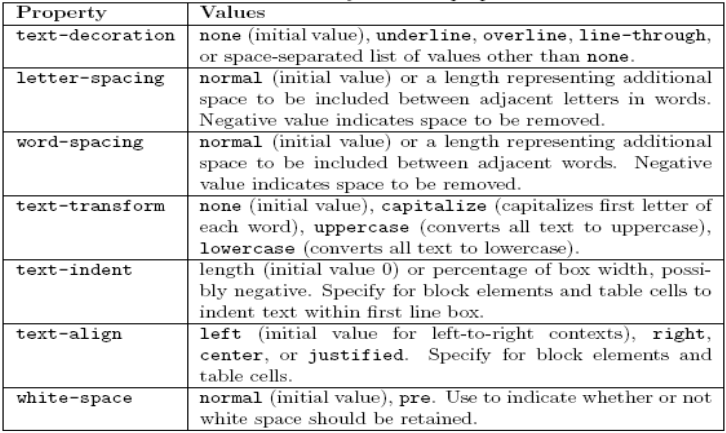 Property Values
text-decoration none (initial value), underline, overline, line-through,
or space-separated list of values other than none.
letter-spacing normal (initial value) or a length representing additional
space to be included between adjacent letters in words.
Negative value indicates space to be removed.
word-spacing normal (initial value) or a length representing additional
space to be included between adjacent words. Negative
value indicates space to be removed.
text-transform none (initial value), capitalize (capitalizes first letter of
each word), uppercase (converts all text to uppercase),
lowercase (converts all text to lowercase).
text-indent length (initial value 0) or percentage of box width, possi-
bly negative. Specify for block elements and table cells to
indent text within first line box.
text-align left (initial value for left-to-right contexts), right,
center, or justified. Specify for block elements and
table cells.
white-space normal (initial value), pre. Use to indicate whether or not
white space should be retained.